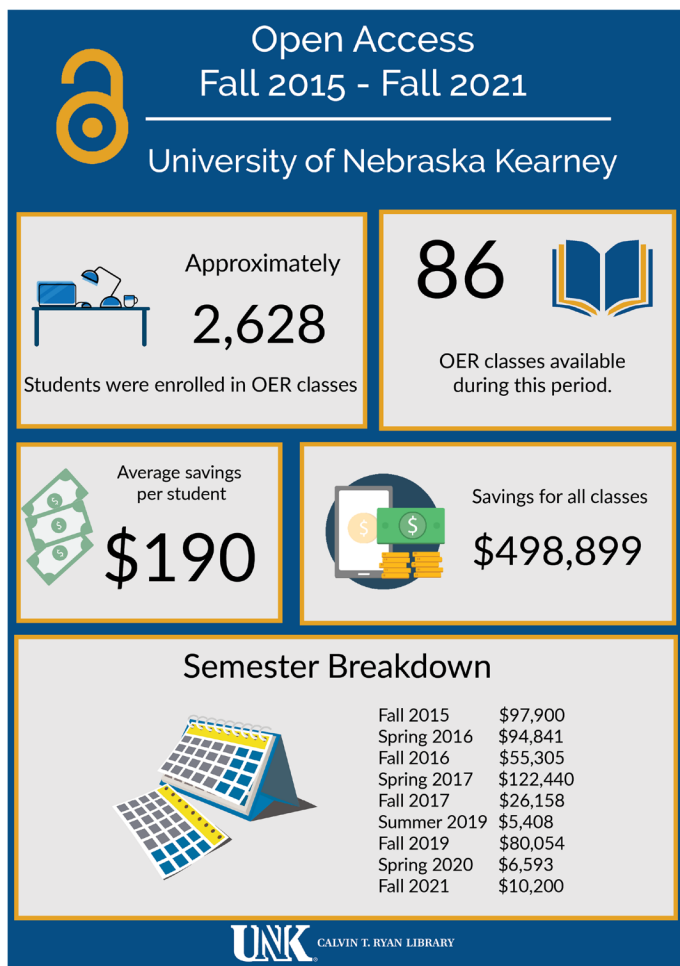 Open Access
Fall 2015 - Fall 2021
University of Nebraska Kearney
Approximately
2,628
Students were enrolled in OER classes
86
OER classes available
during this period.
Average savings
per student
$190
Savings for all classes
$498,899
Semester Breakdown
Fall 2015 $97,900
Spring 2016 $94,841
Fall 2016 $55,305
Spring 2017 $122,440
Fall 2017 $26,158
Summer 2019 $5,408
Fall 2019 $80,054
Spring 2020 $6,593
Fall 2021 $10,200
UNK® CALVIN T. RYAN LIBRARY